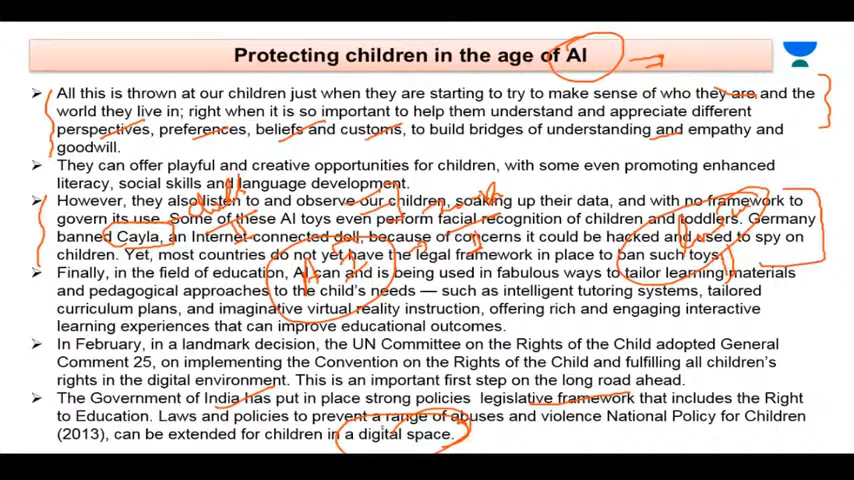 Protecting children in the age of AI
➢ All this is thrown at our children just when they are starting to try to make sense of who they are and the
world they live in; right when it is so important to help them understand and appreciate different
perspectives, preferences, beliefs and customs, to build bridges of understanding and empathy and
goodwill.
➢ They can offer playful and creative opportunities for children, with some even promoting enhanced
literacy, social skills and language development.
➢ However, they also listen to and observe our children, soaking up their data, and with no framework to
govern its use. Some of these AI toys even perform facial recognition of children and toddlers. Germany
banned Cayla, an Internet-connected doll, because of concerns it could be hacked and used to spy on
children. Yet, most countries do not yet have the legal framework in place to ban such toys.
➢ Finally, in the field of education, AI can and is being used in fabulous ways to tailor learning materials
and pedagogical approaches to the child's needs — such as intelligent tutoring systems, tailored
curriculum plans, and imaginative virtual reality instruction, offering rich and engaging interactive
learning experiences that can improve educational outcomes.
➢ In February, in a landmark decision, the UN Committee on the Rights of the Child adopted General
Comment 25, on implementing the Convention on the Rights of the Child and fulfilling all children's
rights in the digital environment. This is an important first step on the long road ahead.
➢ The Government of India has put in place strong policies legislative framework that includes the Right
to Education. Laws and policies to prevent a range of abuses and violence National Policy for Children
(2013), can be extended for children in a digital space.